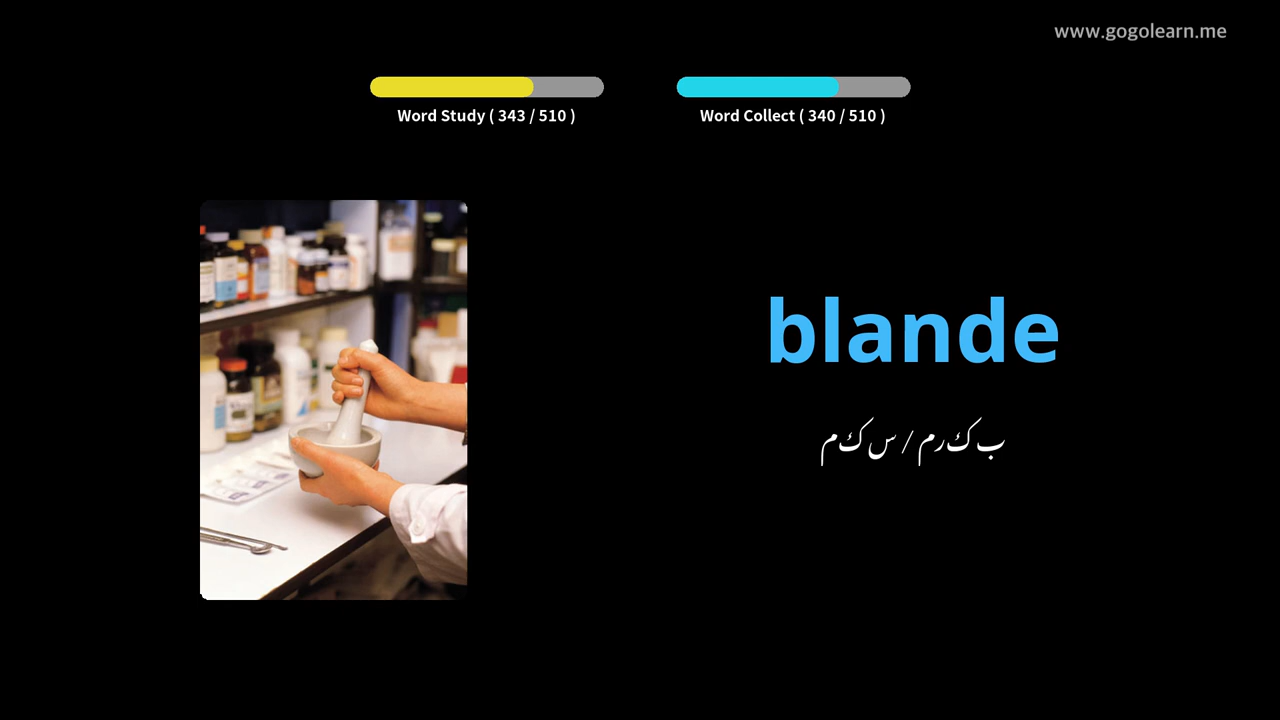 www.gogolearn.me
Word Study ( 343 / 510 )
Word Collect ( 340 / 510 )
blande
ب ک رم / س ک م